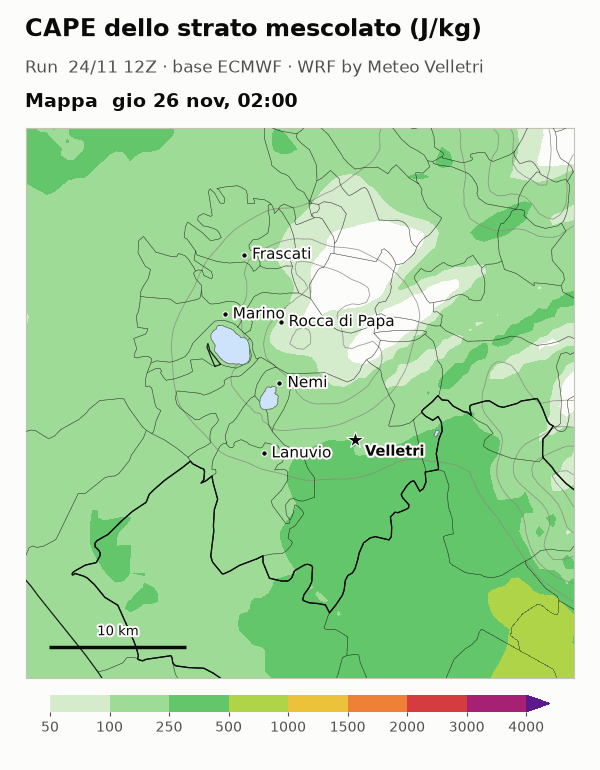 CAPE dello strato mescolato (J/kg)
Run  24/11 12Z · base ECMWF · WRF by Meteo Velletri
Mappa  gio 26 nov, 02:00
Frascati
Marino
Rocca di Papa
Nemi
Velletri
Lanuvio
10 km
50 100 250 500 1000 1500 2000 3000 4000